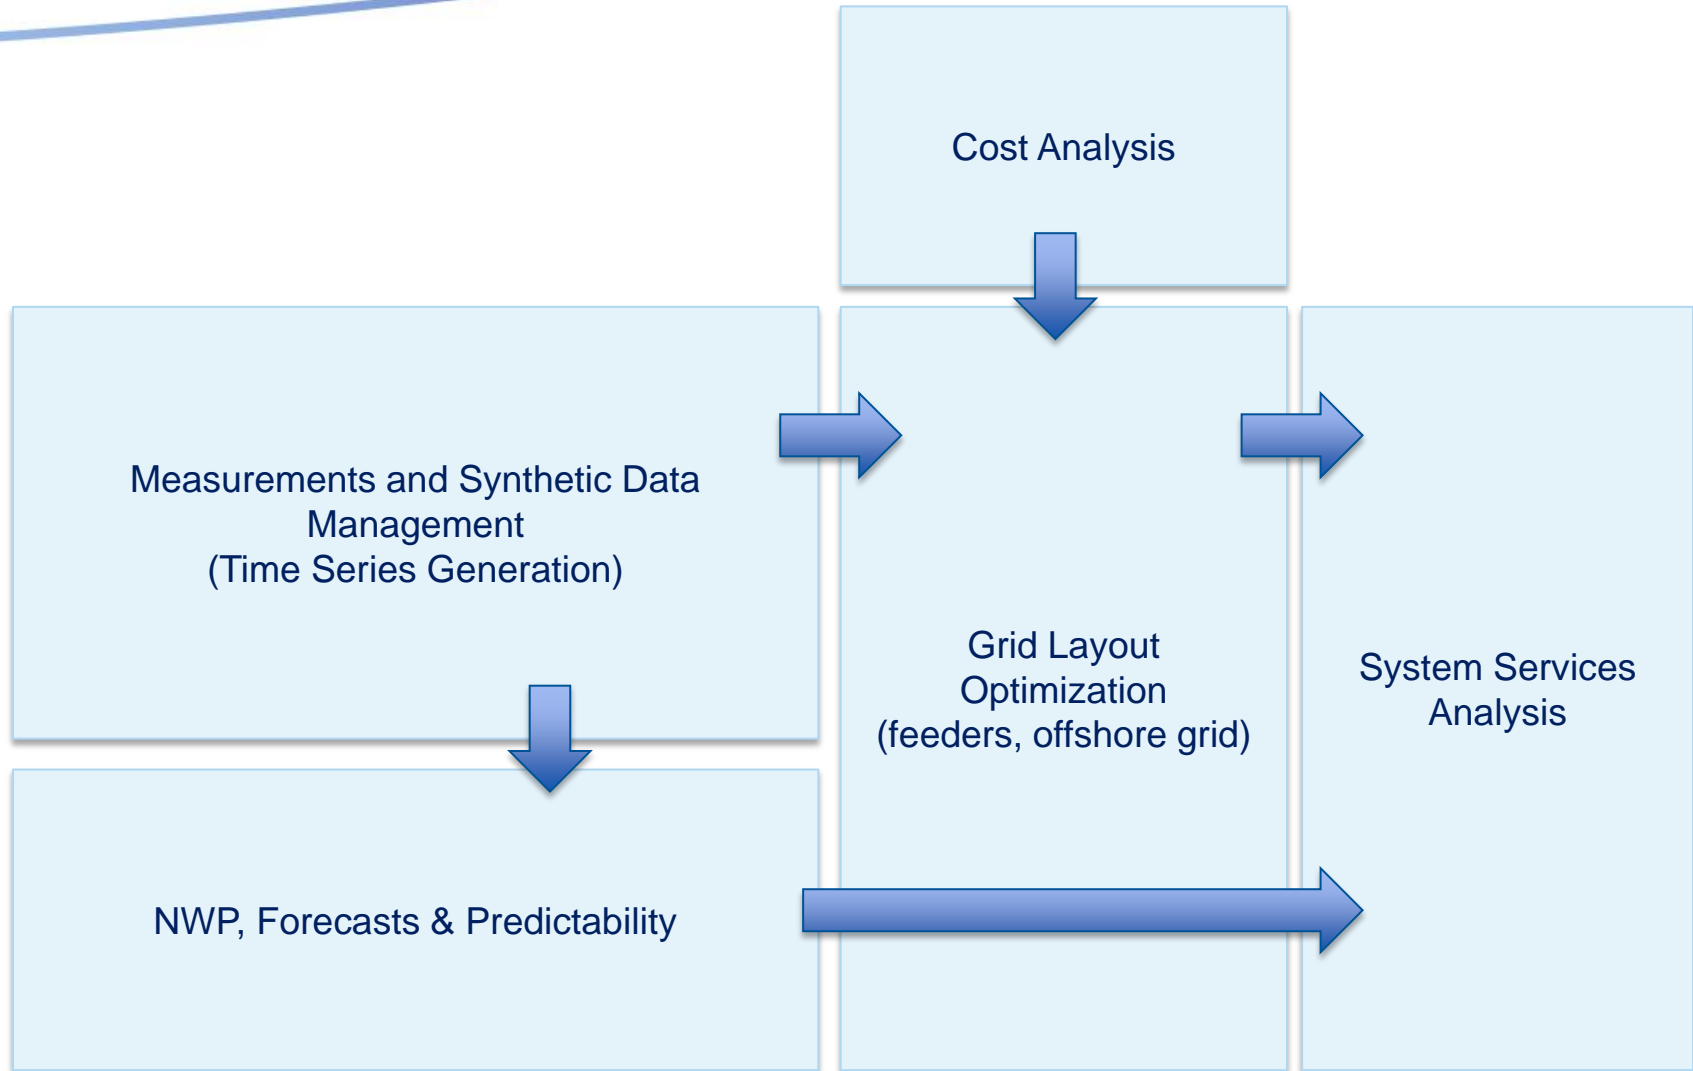 Cost Analysis
Measurements and Synthetic Data
Management
(Time Series Generation)
Grid Layout
Optimization
(feeders, offshore grid)
System Services
Analysis
NWP, Forecasts & Predictability